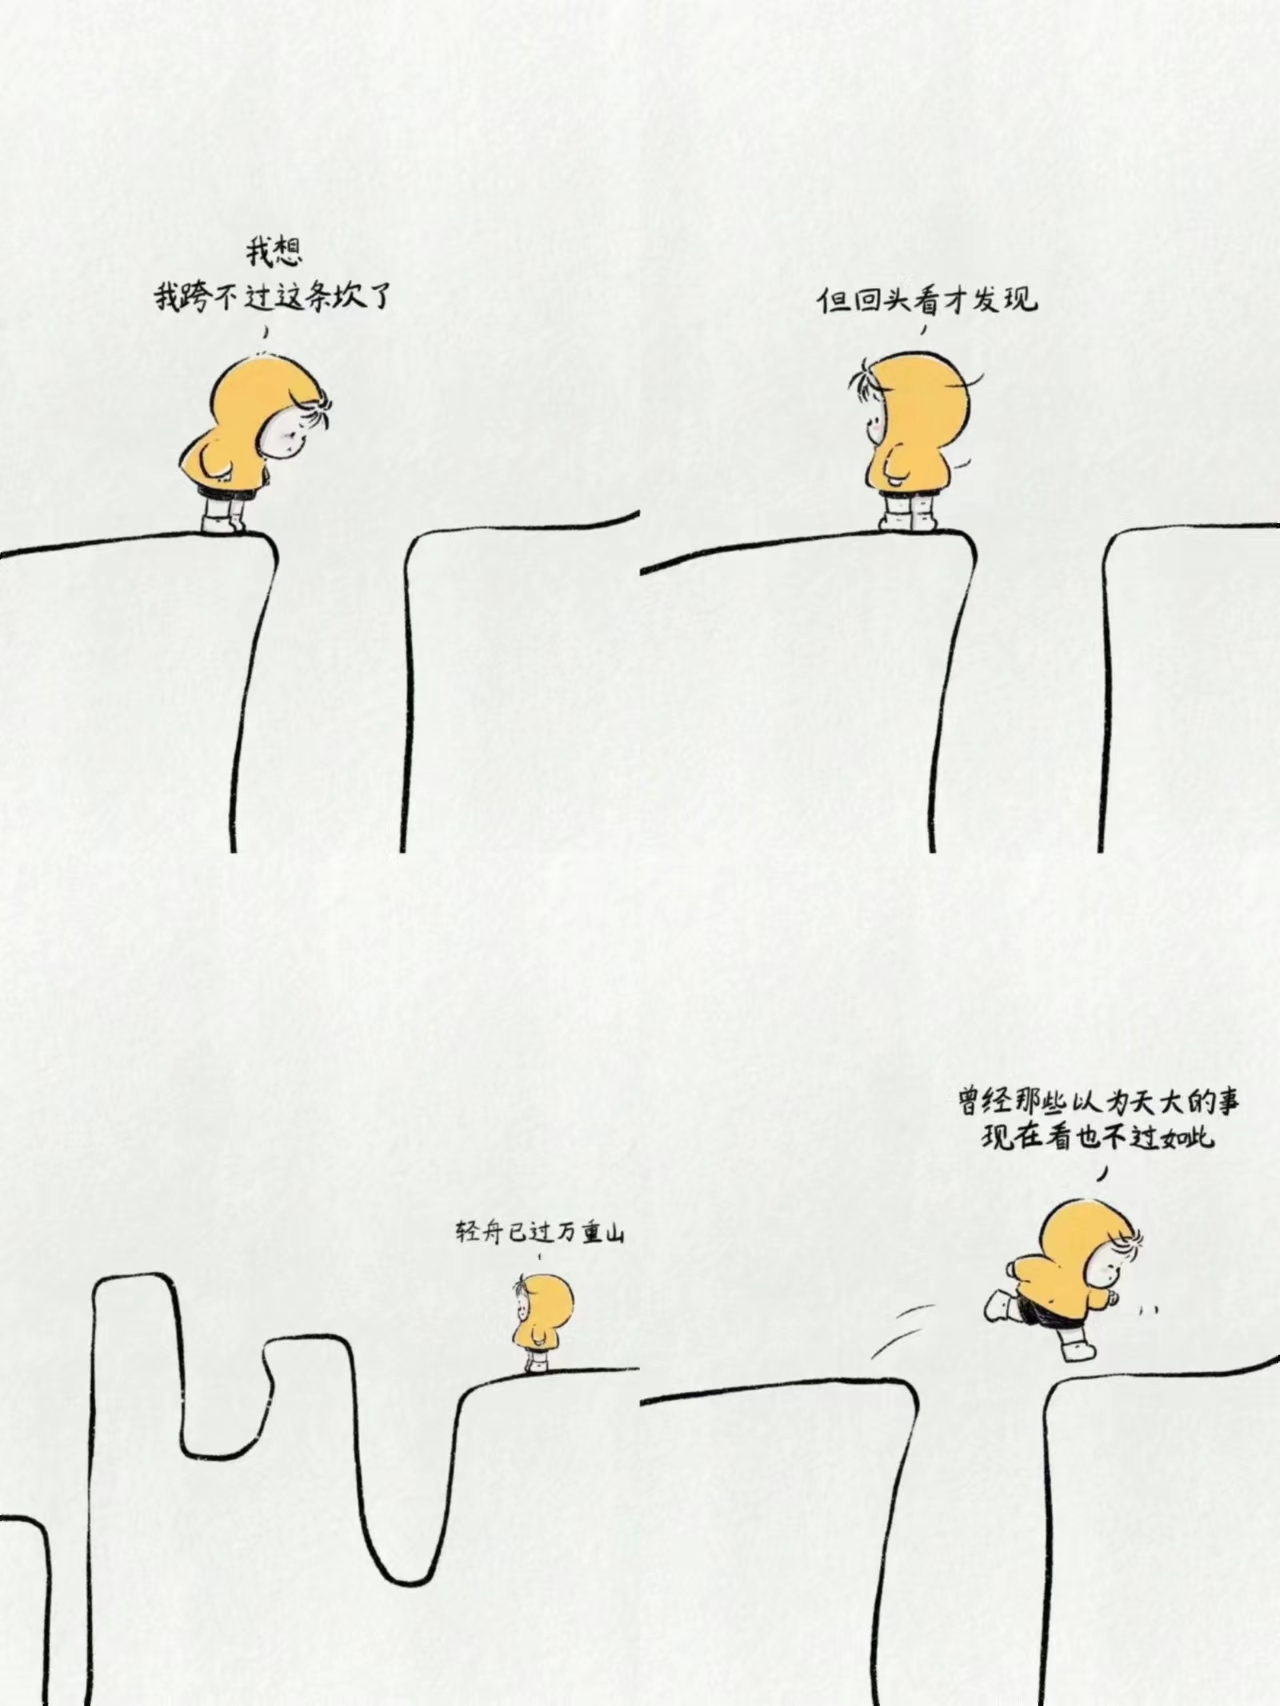 我想
我跨不过这条坎了
但回头看才发现
轻舟已过万重山
曾经那些以为天大的事
现在看也不过如此